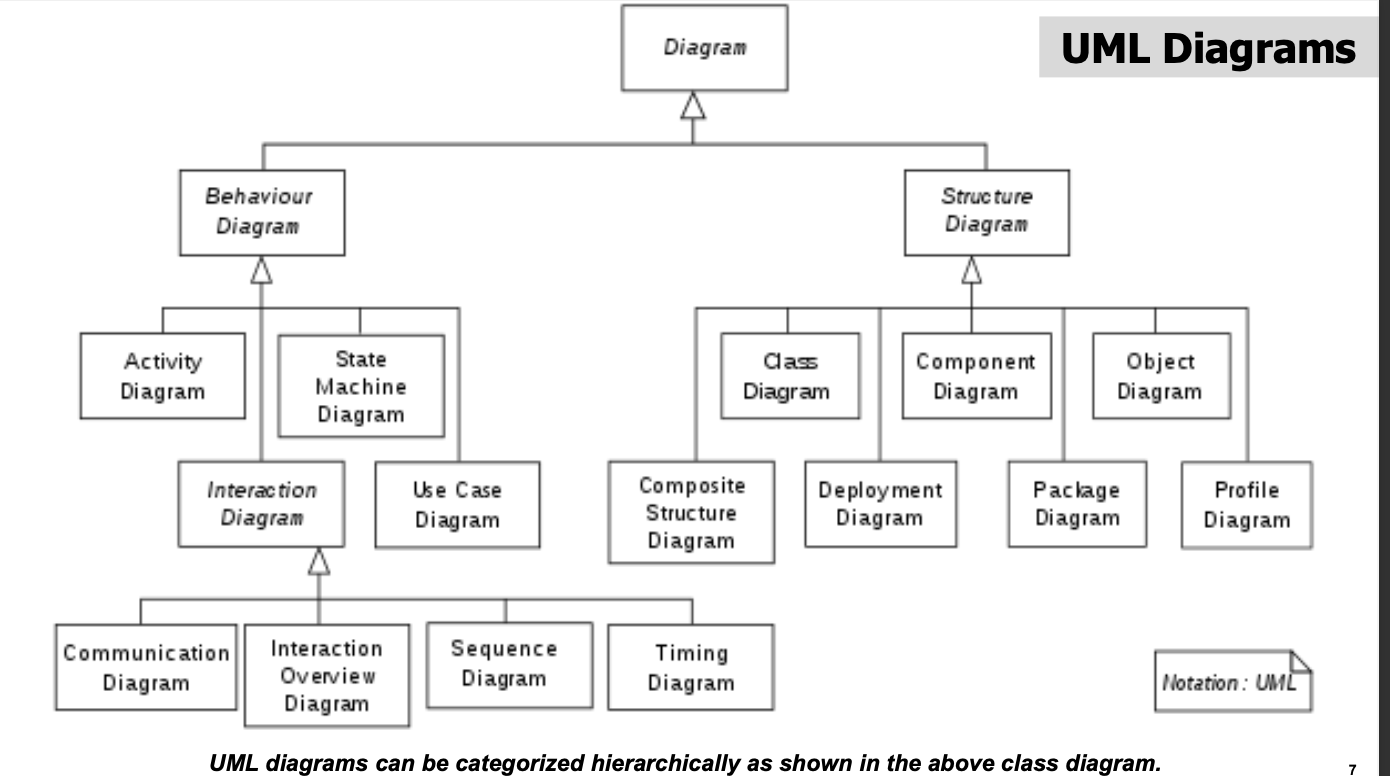 UML Diagrams
Diagram
Behaviour
Diagram
Structure
Diagram
Activity
Diagram
State
Machine
Diagram
Class
Diagram
Component
Diagram
Object
Diagram
Interaction
Diagram
Use Case
Diagram
Composite
Structure
Diagram
Deployment
Diagram
Package
Diagram
Profile
Diagram
Communication
Diagram
Interaction
Overview
Diagram
Sequence
Diagram
Timing
Diagram
Notation : UML
UML diagrams can be categorized hierarchically as shown in the above class diagram.
7